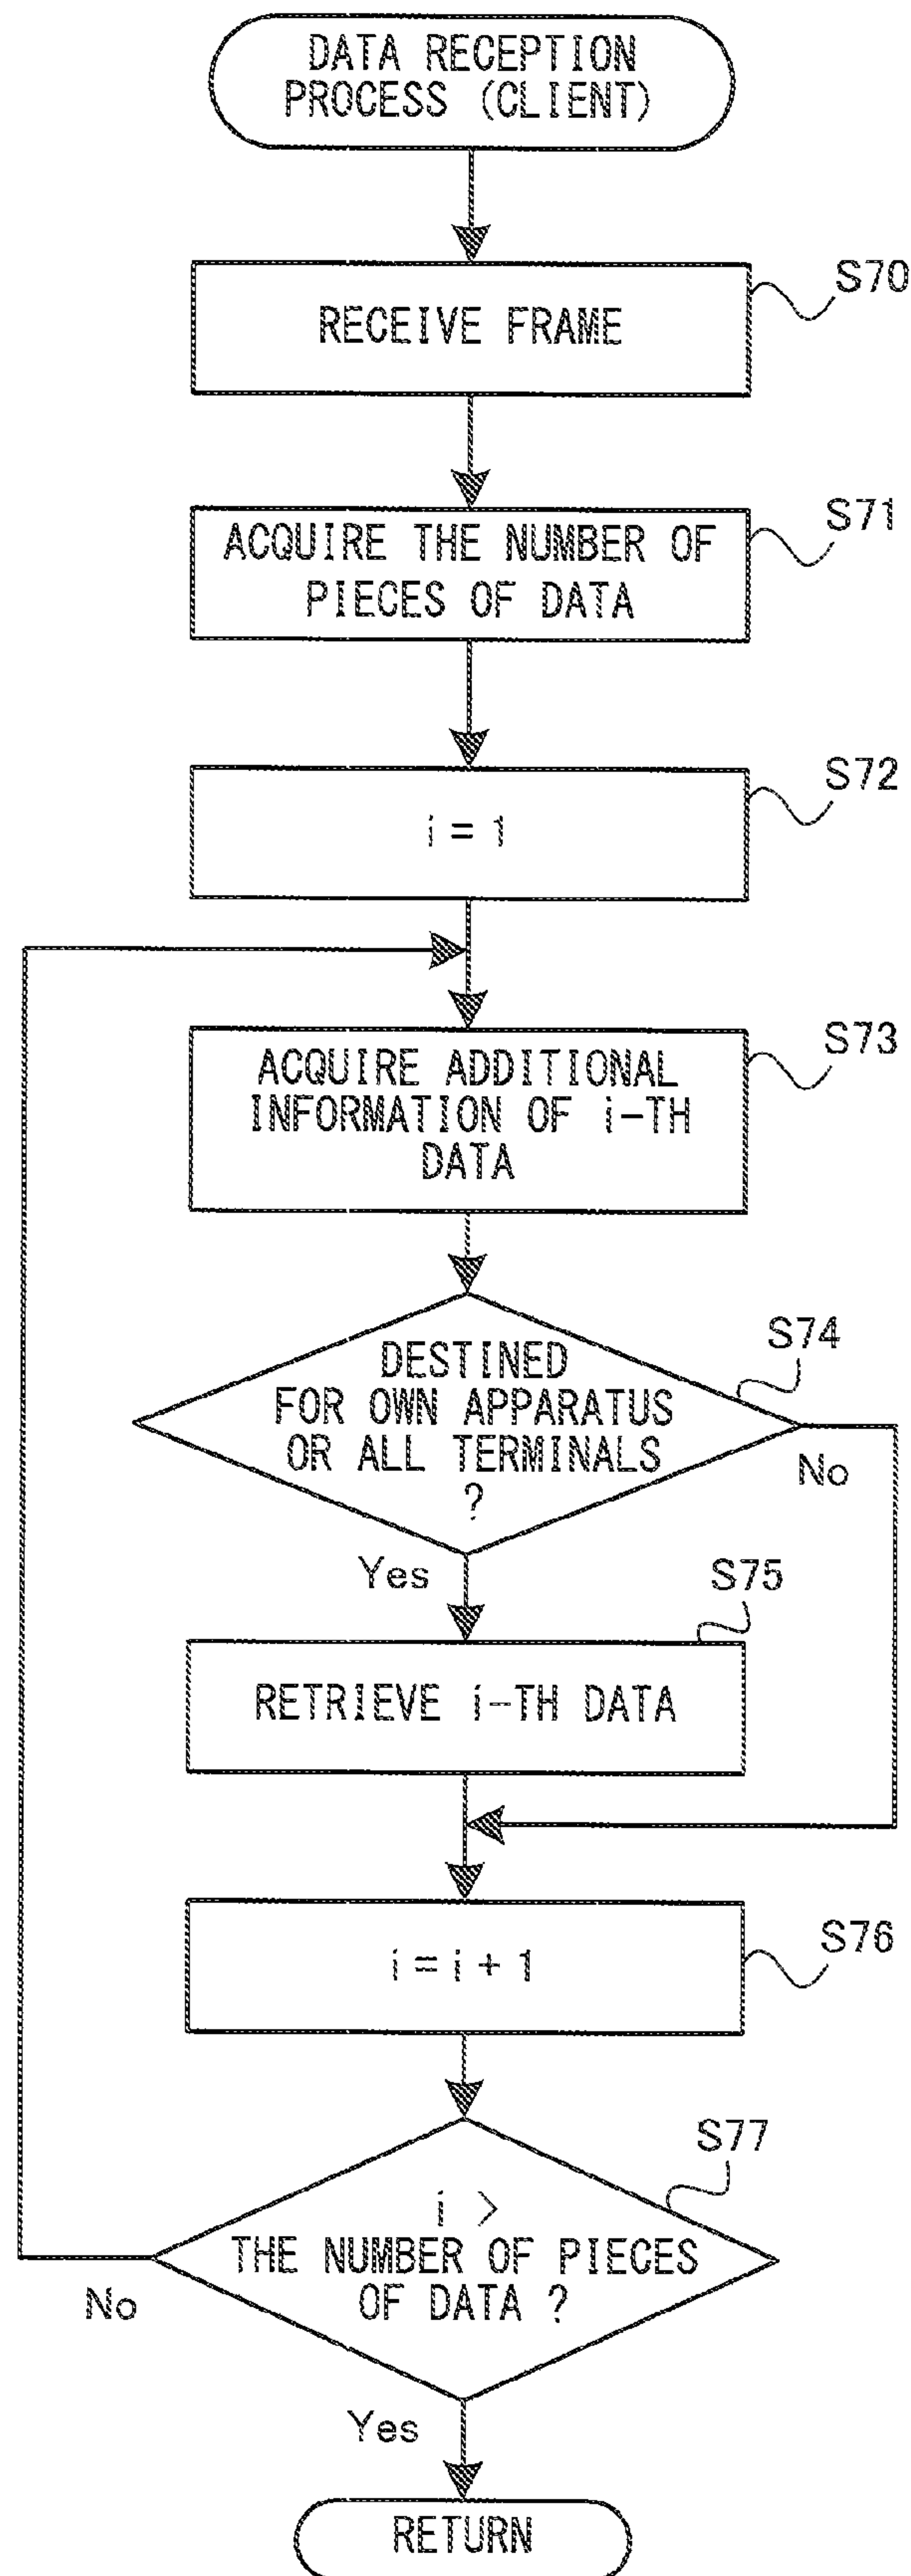 DATA RECEPTION
PROCESS (CLIENT)
S70
RECEIVE FRAME
S71
ACQUIRE THE NUMBER OF
PIECES OF DATA
S72
i = 1
S73
ACQUIRE ADDITIONAL
INFORMATION OF i-TH
DATA
S74
DESTINED
FOR OWN APPARATUS
OR ALL TERMINALS
?
No
Yes
S75
RETRIEVE i-TH DATA
S76
i = i + 1
S77
i >
THE NUMBER OF PIECES
OF DATA ?
No
Yes
RETURN